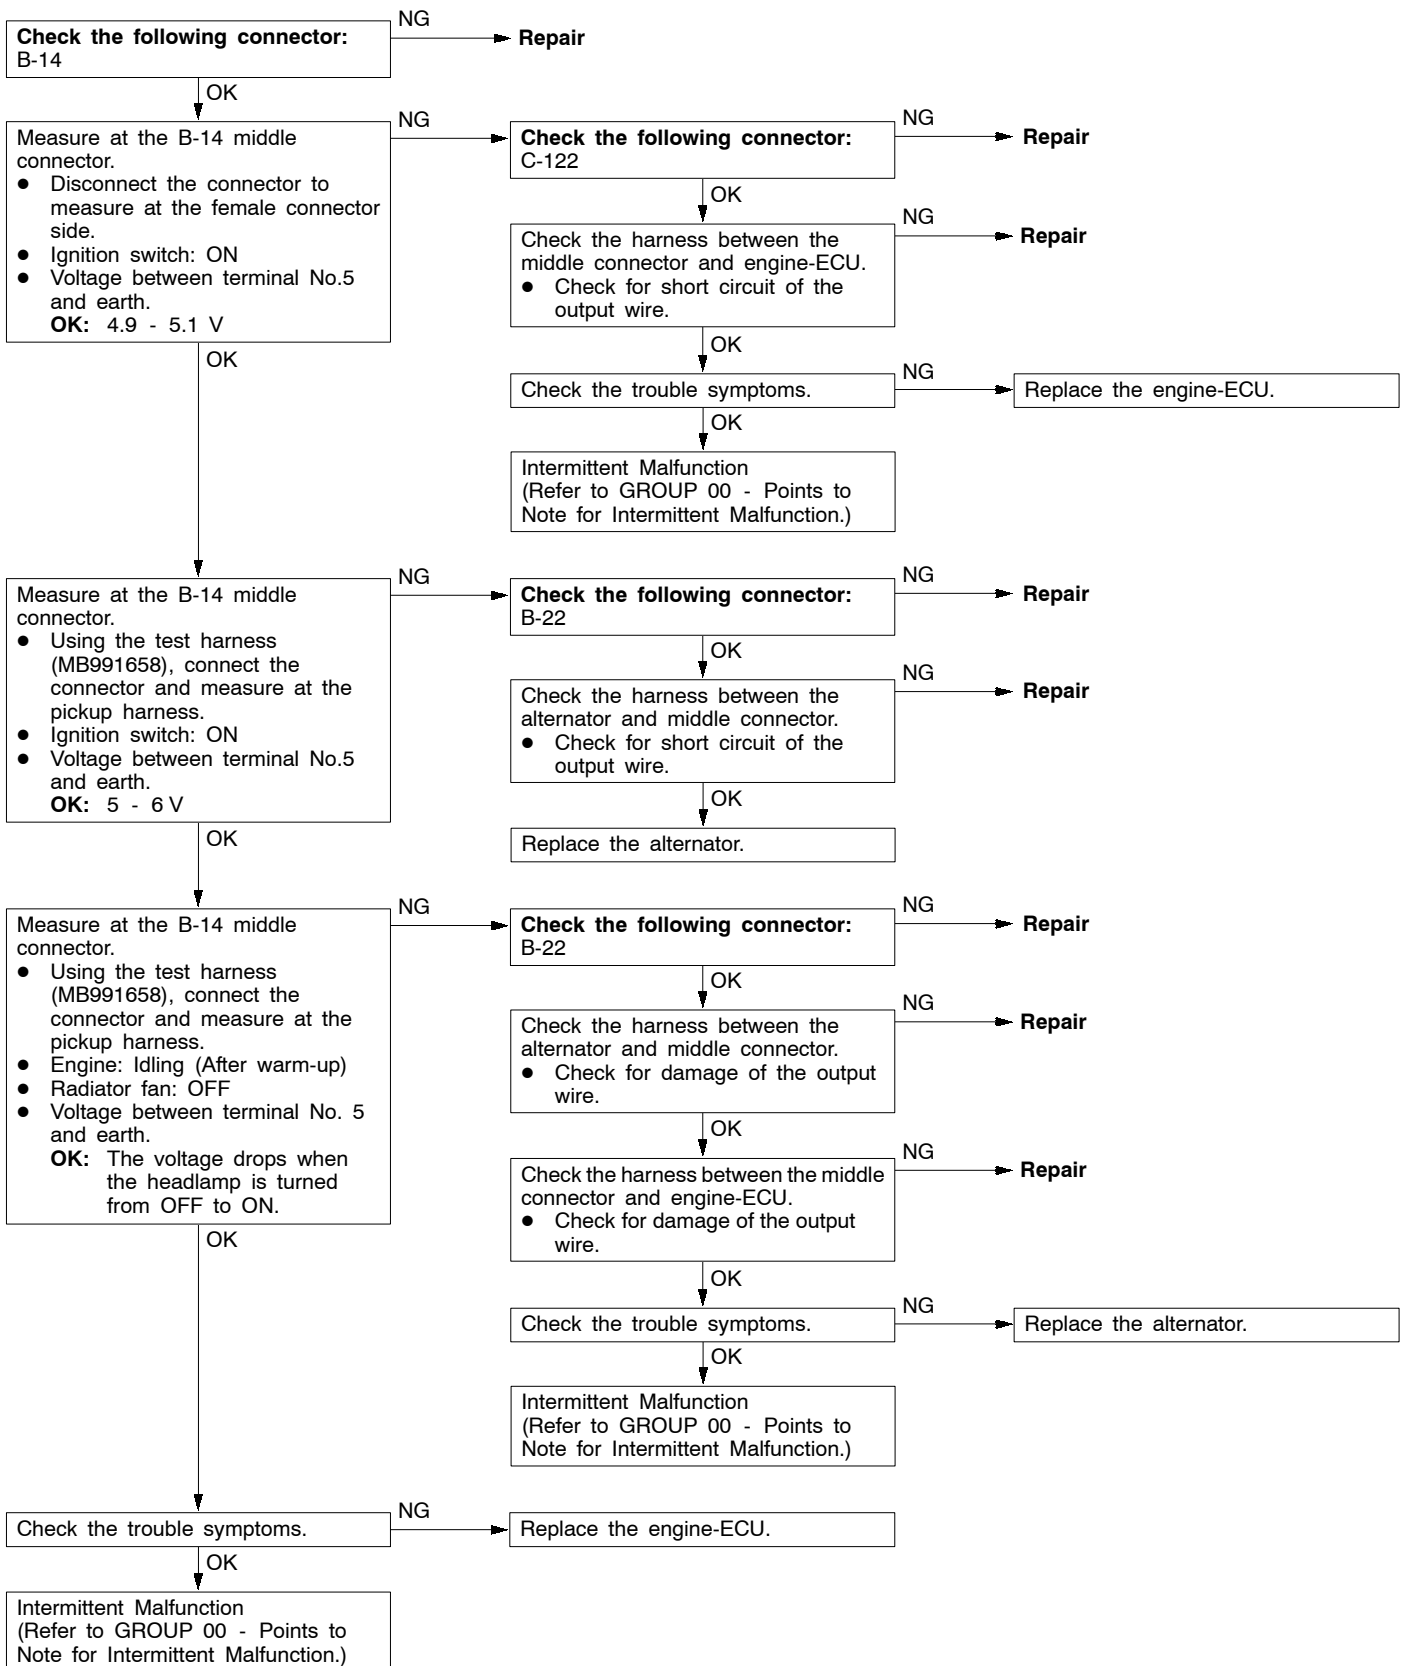 Check the following connector:
B-14
NG
Repair
OK
Measure at the B-14 middle
connector.
● Disconnect the connector to
measure at the female connector
side.
● Ignition switch: ON
● Voltage between terminal No.5
and earth.
OK: 4.9 - 5.1 V
NG
Check the following connector:
C-122
NG
Repair
OK
Check the harness between the
middle connector and engine-ECU.
● Check for short circuit of the
output wire.
NG
Repair
OK
Check the trouble symptoms.
NG
Replace the engine-ECU.
OK
Intermittent Malfunction
(Refer to GROUP 00 - Points to
Note for Intermittent Malfunction.)
OK
Measure at the B-14 middle
connector.
● Using the test harness
(MB991658), connect the
connector and measure at the
pickup harness.
● Ignition switch: ON
● Voltage between terminal No.5
and earth.
OK: 5 - 6 V
NG
Check the following connector:
B-22
NG
Repair
OK
Check the harness between the
alternator and middle connector.
● Check for short circuit of the
output wire.
NG
Repair
OK
Replace the alternator.
OK
Measure at the B-14 middle
connector.
● Using the test harness
(MB991658), connect the
connector and measure at the
pickup harness.
● Engine: Idling (After warm-up)
● Radiator fan: OFF
● Voltage between terminal No. 5
and earth.
OK: The voltage drops when
the headlamp is turned
from OFF to ON.
NG
Check the following connector:
B-22
NG
Repair
OK
Check the harness between the
alternator and middle connector.
● Check for damage of the output
wire.
NG
Repair
OK
Check the harness between the middle
connector and engine-ECU.
● Check for damage of the output
wire.
NG
Repair
OK
Check the trouble symptoms.
NG
Replace the alternator.
OK
Intermittent Malfunction
(Refer to GROUP 00 - Points to
Note for Intermittent Malfunction.)
OK
Check the trouble symptoms.
NG
Replace the engine-ECU.
OK
Intermittent Malfunction
(Refer to GROUP 00 - Points to
Note for Intermittent Malfunction.)